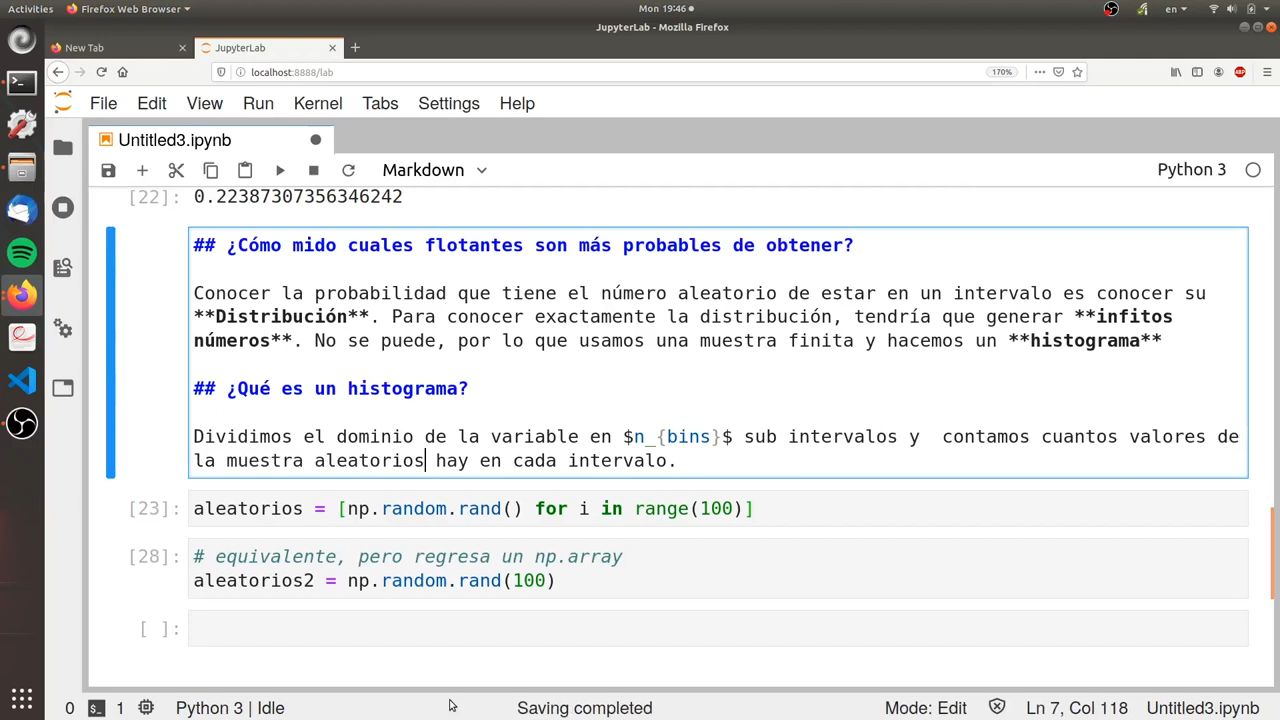 Activities Firefox Web Browser Mon 19:46 en
JupyterLab - Mozilla Firefox
New Tab JupyterLab
localhost:8888/lab 170% ABP
File Edit View Run Kernel Tabs Settings Help
Untitled3.ipynb
Markdown Python 3
[22]: 0.22387307356346242
## ¿Cómo mido cuales flotantes son más probables de obtener?
Conocer la probabilidad que tiene el número aleatorio de estar en un intervalo es conocer su
**Distribución**. Para conocer exactamente la distribución, tendría que generar **infitos
números**. No se puede, por lo que usamos una muestra finita y hacemos un **histograma**
## ¿Qué es un histograma?
Dividimos el dominio de la variable en $n_{bins}$ sub intervalos y  contamos cuantos valores de
la muestra aleatorios hay en cada intervalo.
[23]: aleatorios = [np.random.rand() for i in range(100)]
[28]: # equivalente, pero regresa un np.array
aleatorios2 = np.random.rand(100)
[ ]:
0 $_ 1 Python 3 | Idle Saving completed Mode: Edit Ln 7, Col 118 Untitled3.ipynb